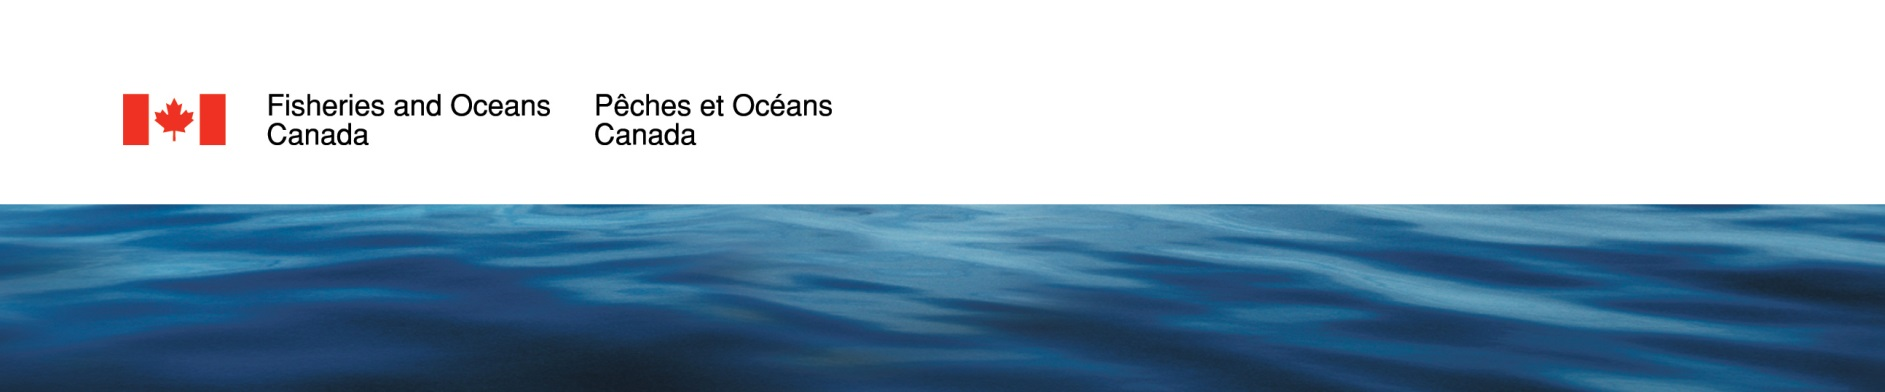 Fisheries and Oceans
Canada
Pêches et Océans
Canada